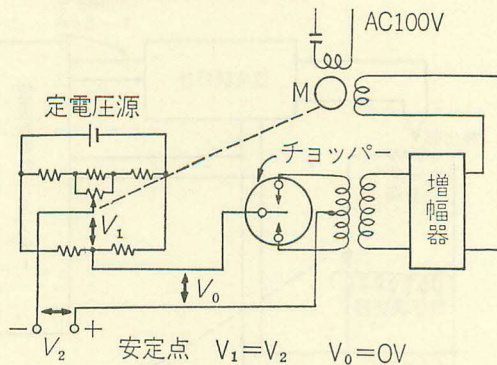 AC100V
M
定電圧源
チョッパー
V₁
増幅器
V₀
− +
V₂
安定点 V₁=V₂ V₀=0V